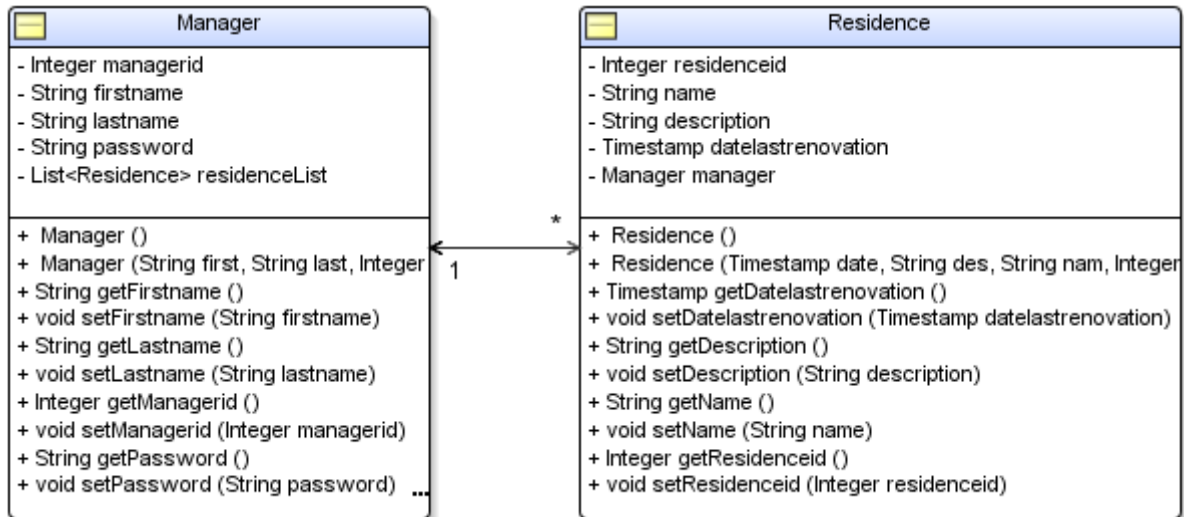 Manager
- Integer managerid
- String firstname
- String lastname
- String password
- List<Residence> residenceList
+ Manager ()
+ Manager (String first, String last, Integer
+ String getFirstname ()
+ void setFirstname (String firstname)
+ String getLastname ()
+ void setLastname (String lastname)
+ Integer getManagerid ()
+ void setManagerid (Integer managerid)
+ String getPassword ()
+ void setPassword (String password) ...
1
*
Residence
- Integer residenceid
- String name
- String description
- Timestamp datelastrenovation
- Manager manager
+ Residence ()
+ Residence (Timestamp date, String des, String nam, Integer
+ Timestamp getDatelastrenovation ()
+ void setDatelastrenovation (Timestamp datelastrenovation)
+ String getDescription ()
+ void setDescription (String description)
+ String getName ()
+ void setName (String name)
+ Integer getResidenceid ()
+ void setResidenceid (Integer residenceid)